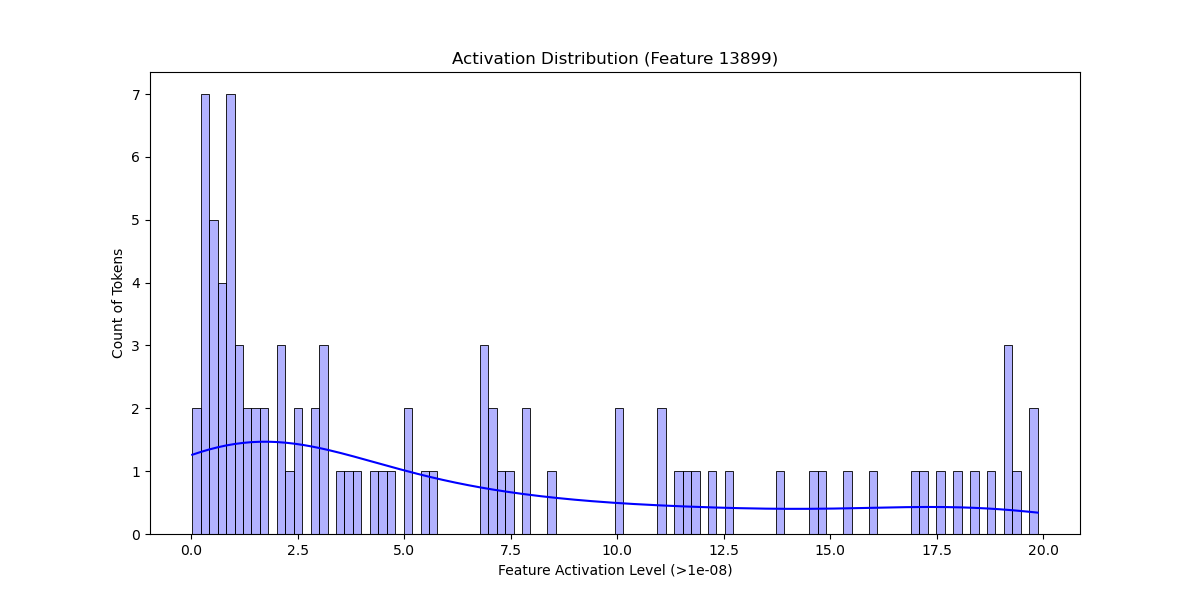 Activation Distribution (Feature 13899)
Count of Tokens
7
6
5
4
3
2
1
0
0.0 2.5 5.0 7.5 10.0 12.5 15.0 17.5 20.0
Feature Activation Level (>1e-08)